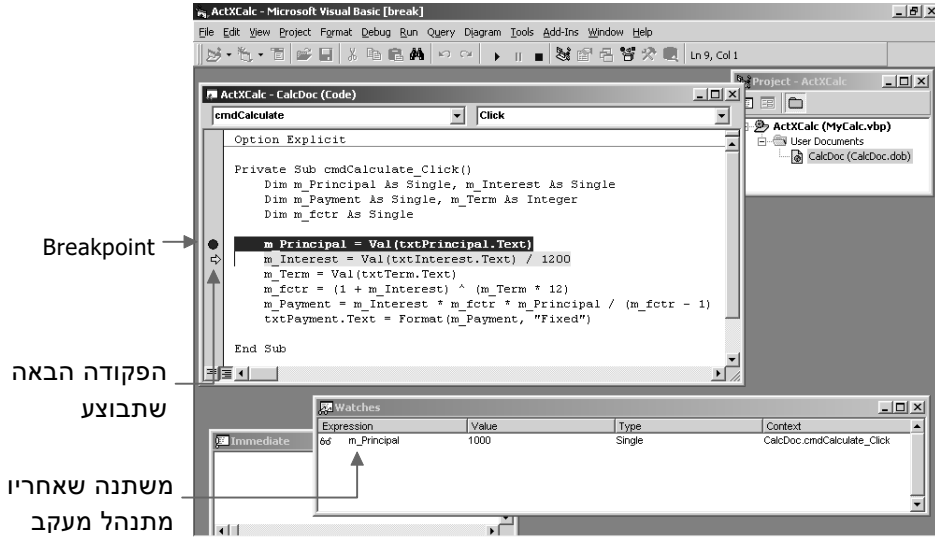 ActXCalc - Microsoft Visual Basic [break]
File Edit View Project Format Debug Run Query Diagram Tools Add-Ins Window Help
Ln 9, Col 1
Project - ActXCalc
ActXCalc (MyCalc.vbp)
User Documents
CalcDoc (CalcDoc.dob)
ActXCalc - CalcDoc (Code)
cmdCalculate Click
Option Explicit
Private Sub cmdCalculate_Click()
Dim m_Principal As Single, m_Interest As Single
Dim m_Payment As Single, m_Term As Integer
Dim m_fctr As Single
Breakpoint
m_Principal = Val(txtPrincipal.Text)
m_Interest = Val(txtInterest.Text) / 1200
m_Term = Val(txtTerm.Text)
m_fctr = (1 + m_Interest) ^ (m_Term * 12)
m_Payment = m_Interest * m_fctr * m_Principal / (m_fctr - 1)
txtPayment.Text = Format(m_Payment, "Fixed")
End Sub
הפקודה הבאה
שתבוצע
Watches
Expression Value Type Context
m_Principal 1000 Single CalcDoc.cmdCalculate_Click
Immediate
משתנה שאחריו
מתנהל מעקב